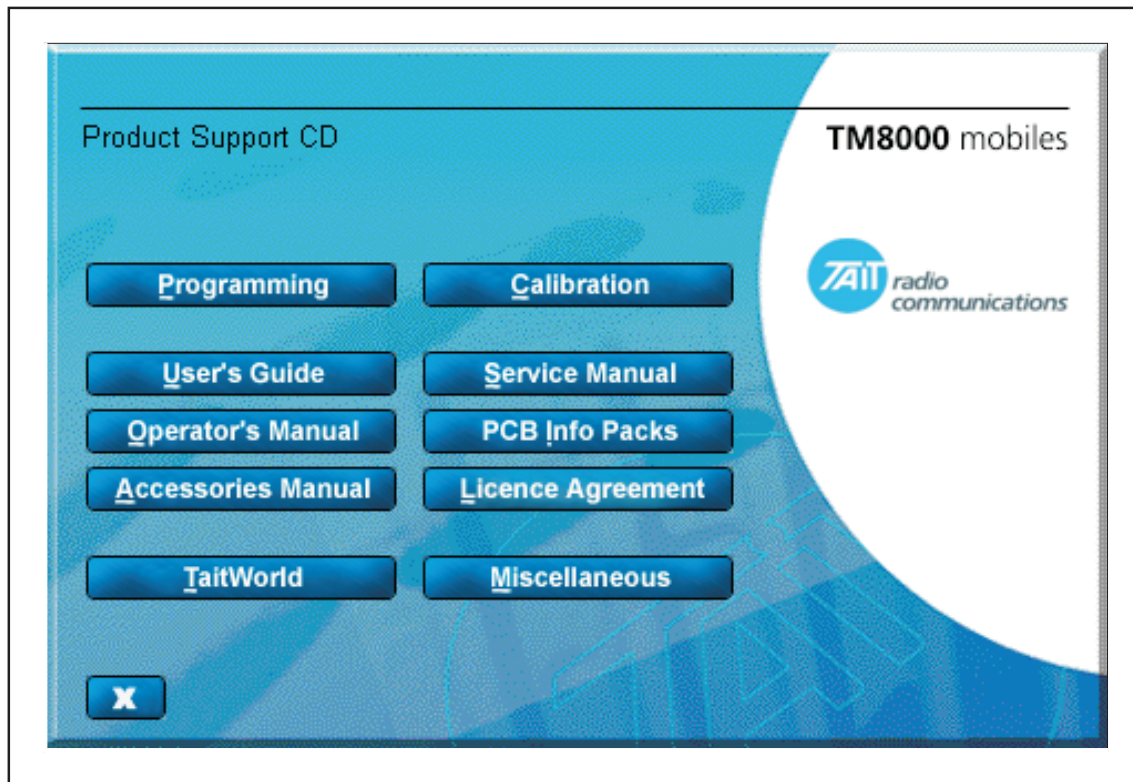 Product Support CD
TM8000 mobiles
TAIT radio
communications
Programming
Calibration
User's Guide
Service Manual
Operator's Manual
PCB Info Packs
Accessories Manual
Licence Agreement
TaitWorld
Miscellaneous
X
Tait